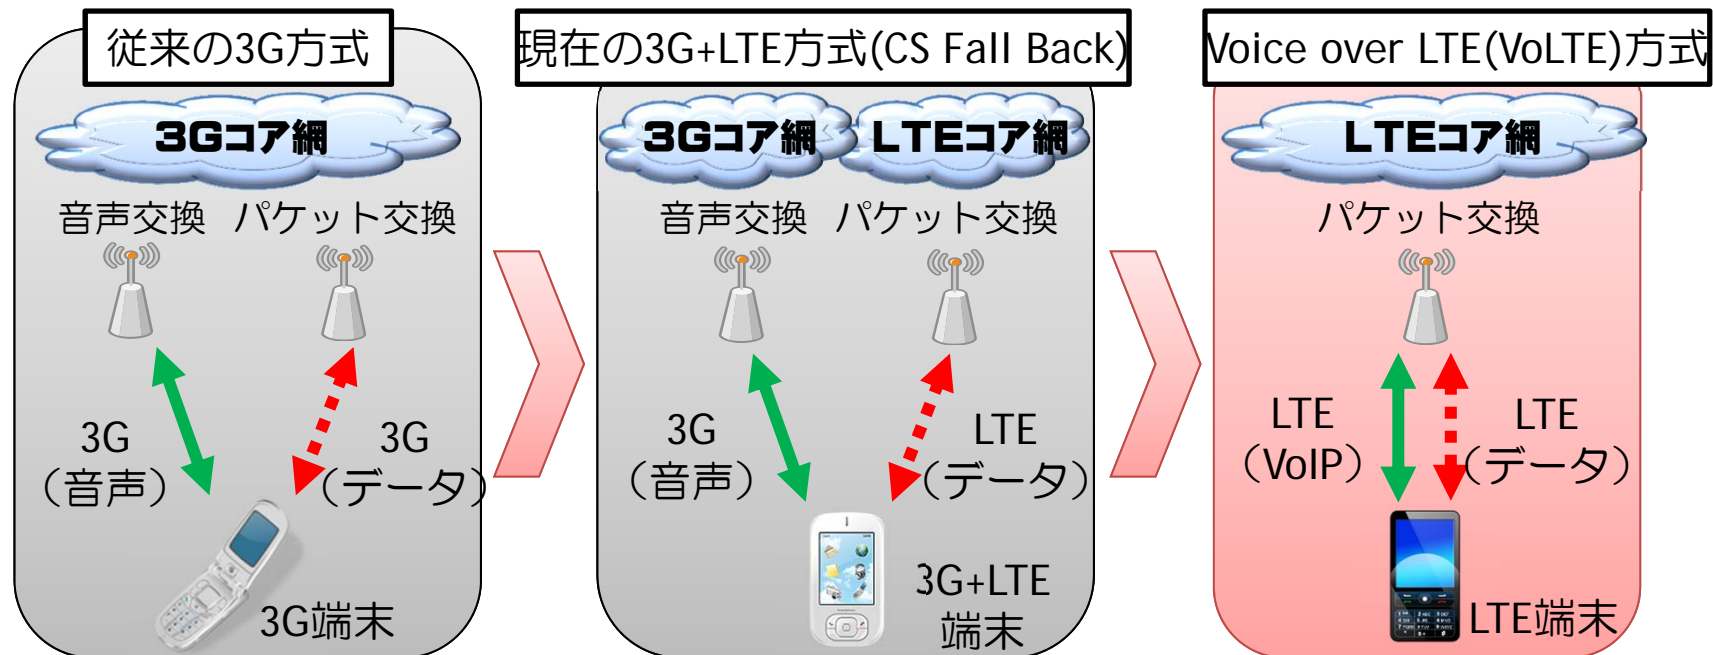 従来の3G方式
3Gコア網
音声交換 パケット交換
3G
(音声)
3G
(データ)
3G端末
現在の3G+LTE方式(CS Fall Back)
3Gコア網 LTEコア網
音声交換 パケット交換
3G
(音声)
LTE
(データ)
3G+LTE
端末
Voice over LTE(VoLTE)方式
LTEコア網
パケット交換
LTE
(VoIP)
LTE
(データ)
LTE端末